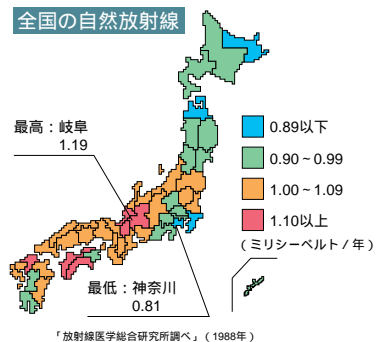 全国の自然放射線
最高：岐阜
1.19
0.89以下
0.90～0.99
1.00～1.09
1.10以上
（ミリシーベルト/年）
最低：神奈川
0.81
「放射線医学総合研究所調べ」（1988年）